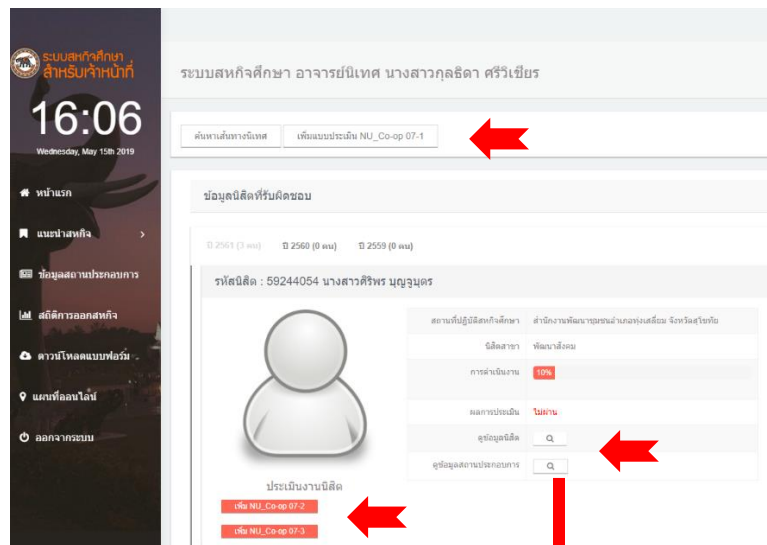 ระบบสหกิจศึกษา
สำหรับเจ้าหน้าที่
16:06
Wednesday, May 15th 2019
หน้าแรก
แนะนำสหกิจ
ข้อมูลสถานประกอบการ
สถิติการออกสหกิจ
ดาวน์โหลดแบบฟอร์ม
แผนที่ออนไลน์
ออกจากระบบ
ระบบสหกิจศึกษา อาจารย์นิเทศ นางสาวกุลธิดา ศรีวิเชียร
ค้นหาเส้นทางนิเทศ
เพิ่มแบบประเมิน NU_Co-op 07-1
ข้อมูลนิสิตที่รับผิดชอบ
ปี 2561 (3 คน) ปี 2560 (0 คน) ปี 2559 (0 คน)
รหัสนิสิต : 59244054 นางสาวศิริพร บุญจูบุตร
สถานที่ปฏิบัติสหกิจศึกษา สำนักงานพัฒนาชุมชนอำเภอทุ่งเสลี่ยม จังหวัดสุโขทัย
นิสิตสาขา พัฒนาสังคม
การดำเนินงาน 10%
ผลการประเมิน ไม่ผ่าน
ดูข้อมูลนิสิต
ดูข้อมูลสถานประกอบการ
ประเมินงานนิสิต
เพิ่ม NU_Co-op 07-2
เพิ่ม NU_Co-op 07-3